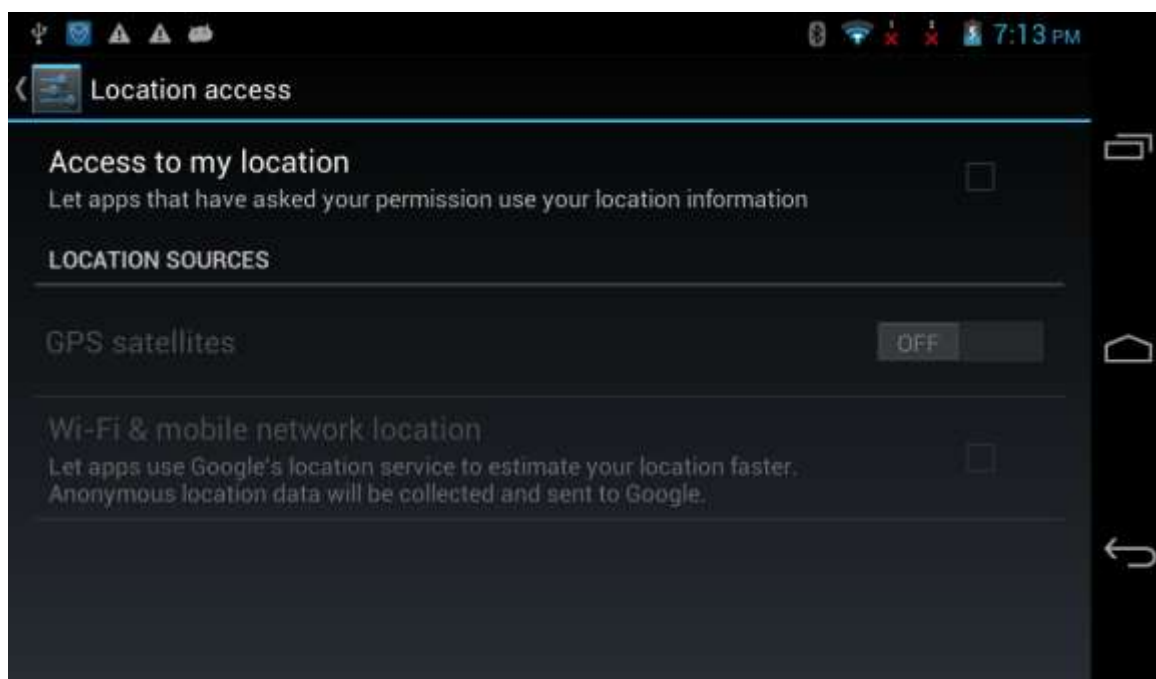 7:13 PM
Location access
Access to my location
Let apps that have asked your permission use your location information
LOCATION SOURCES
GPS satellites
OFF
Wi-Fi & mobile network location
Let apps use Google's location service to estimate your location faster.
Anonymous location data will be collected and sent to Google.